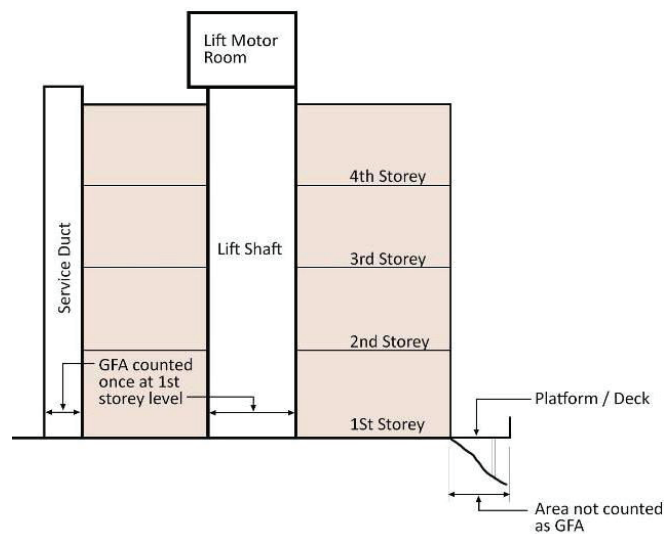 Lift Motor
Room
4th Storey
Service Duct
Lift Shaft
3rd Storey
2nd Storey
GFA counted
once at 1st
storey level
Platform / Deck
1St Storey
Area not counted
as GFA